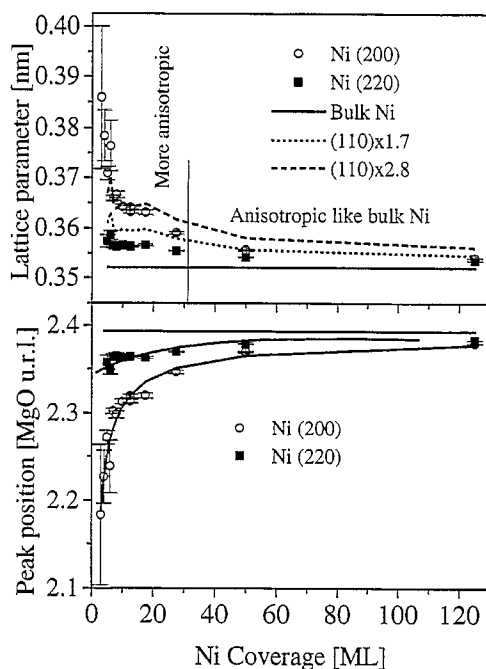 Lattice parameter [nm]
0.40
0.39
0.38
0.37
0.36
0.35
Ni (200)
Ni (220)
Bulk Ni
(110)x1.7
(110)x2.8
More anisotropic
Anisotropic like bulk Ni
Peak position [MgO u.r.l.]
2.4
2.3
2.2
2.1
Ni (200)
Ni (220)
0 20 40 60 80 100 120
Ni Coverage [ML]